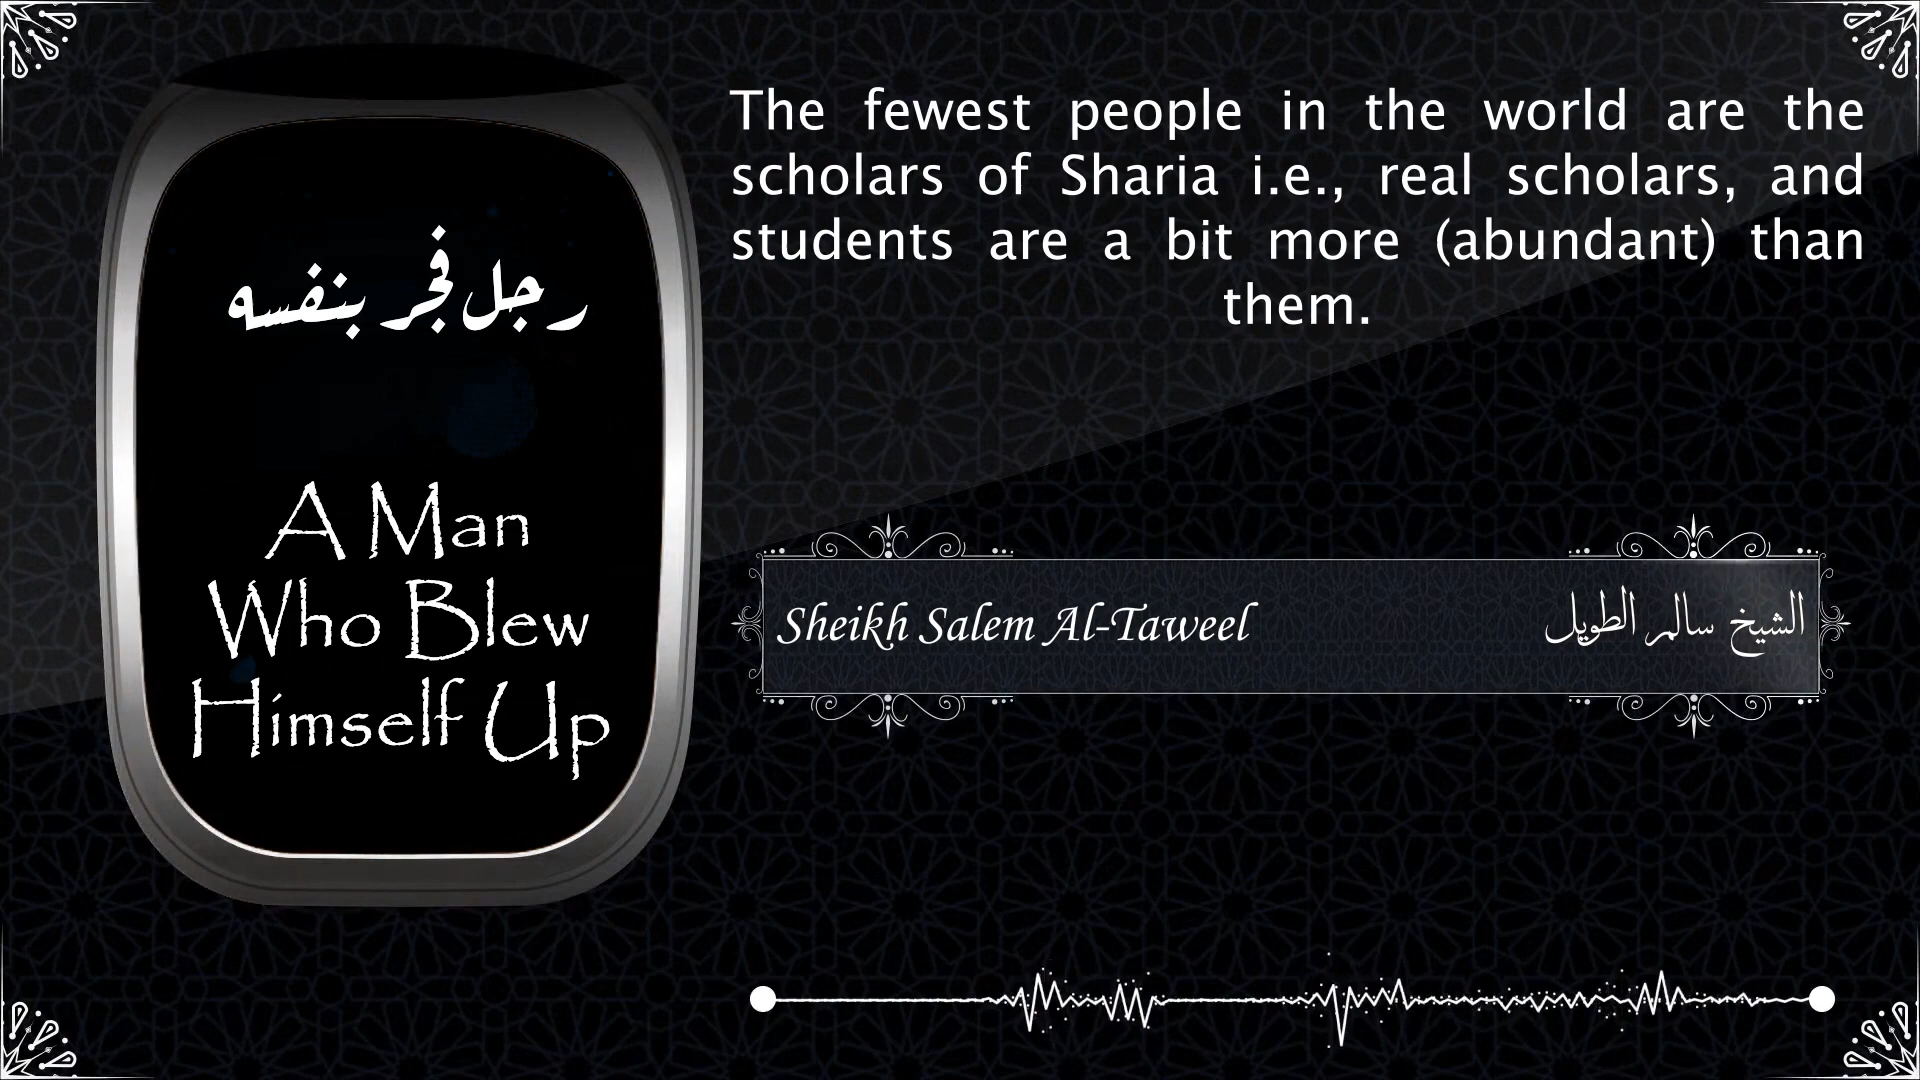 رجل فجر بنفسه
A Man
Who Blew
Himself Up
The fewest people in the world are the
scholars of Sharia i.e., real scholars, and
students are a bit more (abundant) than
them.
Sheikh Salem Al-Taweel
الشيخ سالم الطويل